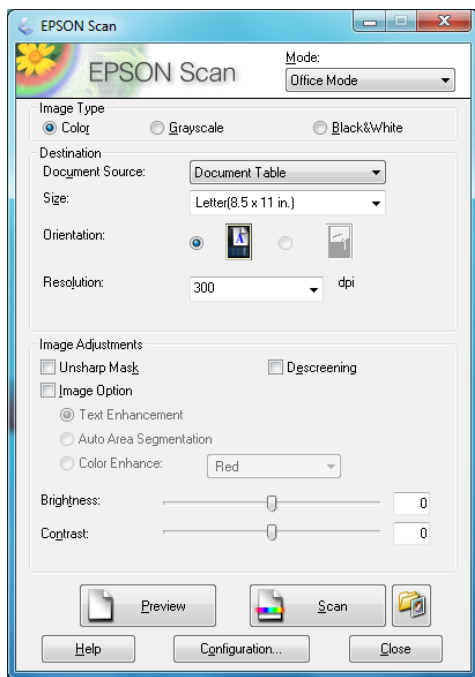 EPSON Scan
EPSON Scan
Mode:
Office Mode
Image Type
Color
Grayscale
Black&White
Destination
Document Source:
Document Table
Size:
Letter(8.5 x 11 in.)
Orientation:
Resolution:
300
dpi
Image Adjustments
Unsharp Mask
Descreening
Image Option
Text Enhancement
Auto Area Segmentation
Color Enhance:
Red
Brightness:
0
Contrast:
0
Preview
Scan
Help
Configuration...
Close